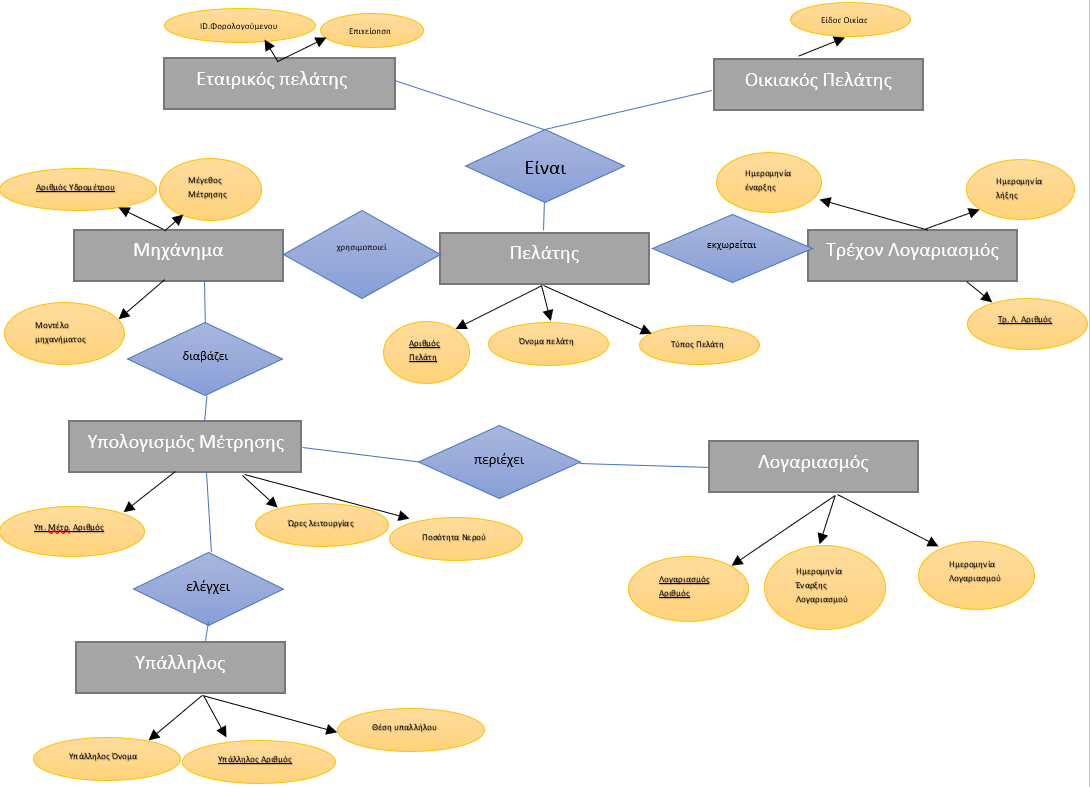 ID.Φορολογούμενου
Επιχείρηση
Είδος Οικίας
Εταιρικός πελάτης
Οικιακός Πελάτης
Είναι
Αριθμός Υδρομέτρου
Μέγεθος
Μέτρησης
Ημερομηνία
έναρξης
Ημερομηνία
λήξης
Μηχάνημα
χρησιμοποιεί
Πελάτης
εκχωρείται
Τρέχον Λογαριασμός
Μοντέλο
μηχανήματος
Αριθμός
Πελάτη
Όνομα πελάτη
Τύπος Πελάτη
Τρ. Λ. Αριθμός
διαβάζει
Υπολογισμός Μέτρησης
περιέχει
Λογαριασμός
Υπ. Μέτρ. Αριθμός
Ώρες λειτουργίας
Ποσότητα Νερού
ελέγχει
Λογαριασμός
Αριθμός
Ημερομηνία
Έναρξης
Λογαριασμού
Ημερομηνία
Λογαριασμού
Υπάλληλος
Υπάλληλος Όνομα
Υπάλληλος Αριθμός
Θέση υπαλλήλου